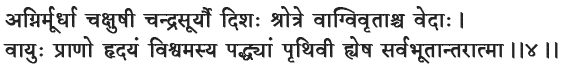 अग्निर्मूर्धा चक्षुषी चन्द्रसूर्यौ दिशः श्रोत्रे वाग्विवृताश्च वेदाः ।
वायुः प्राणो हृदयं विश्वमस्य पद्भ्यां पृथिवी ह्येष सर्वभूतान्तरात्मा ।।४ ।।